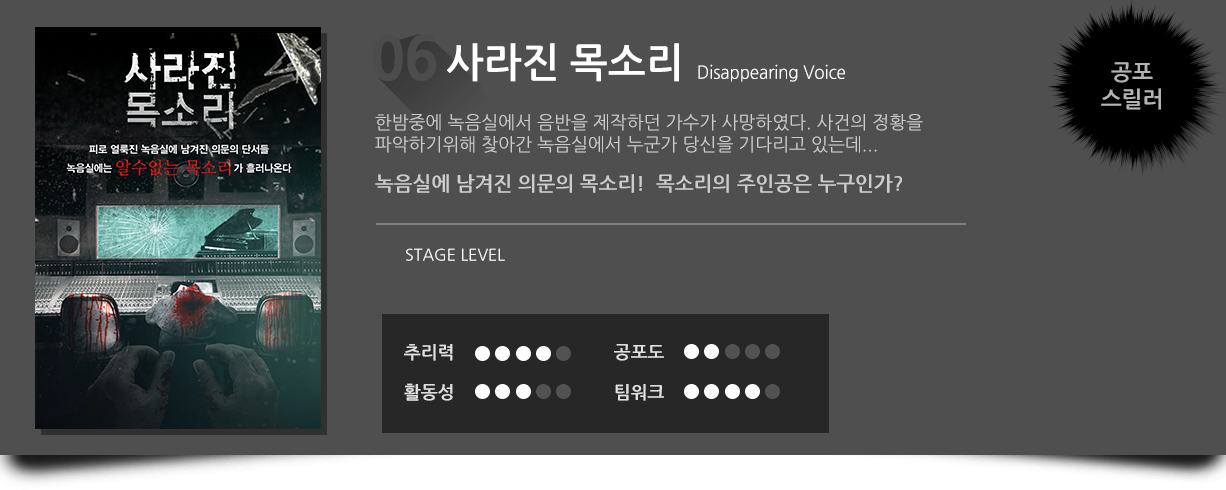 사라진
목소리
피로 얼룩진 녹음실에 남겨진 의문의 단서들
녹음실에는 알수없는 목소리가 흘러나온다
06 사라진 목소리 Disappearing Voice
한밤중에 녹음실에서 음반을 제작하던 가수가 사망하였다. 사건의 정황을
파악하기위해 찾아간 녹음실에서 누군가 당신을 기다리고 있는데...
녹음실에 남겨진 의문의 목소리! 목소리의 주인공은 누구인가?
STAGE LEVEL
추리력 공포도
활동성 팀워크
공포
스릴러